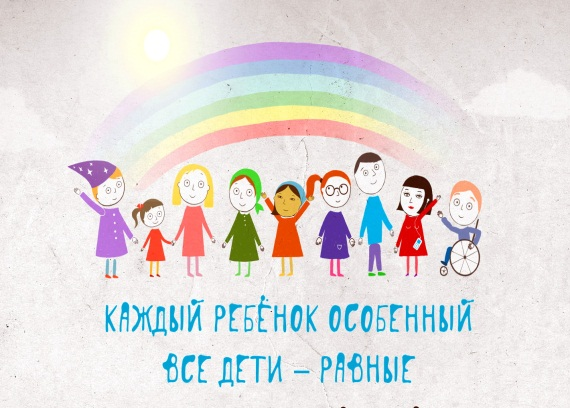 КАЖДЫЙ РЕБЁНОК ОСОБЕННЫЙ
ВСЕ ДЕТИ – РАВНЫЕ